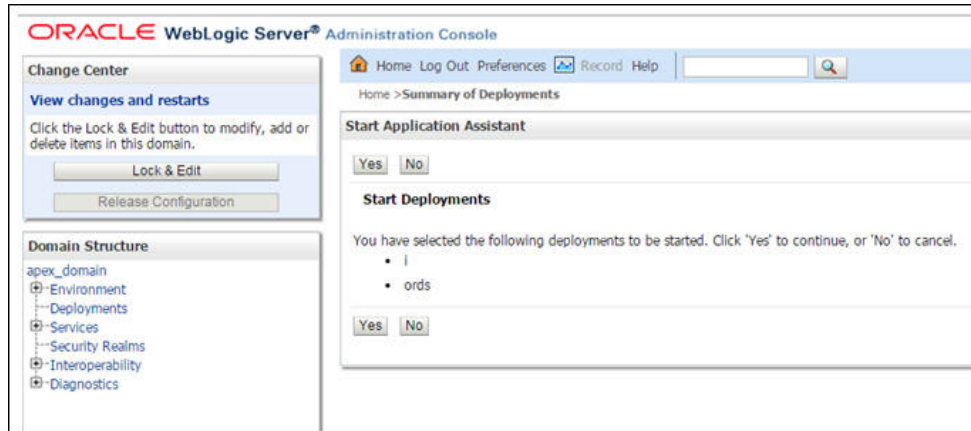 ORACLE WebLogic Server® Administration Console
Change Center
View changes and restarts
Click the Lock & Edit button to modify, add or
delete items in this domain.
Lock & Edit
Release Configuration
Domain Structure
apex_domain
Environment
Deployments
Services
Security Realms
Interoperability
Diagnostics
Home Log Out Preferences Record Help
Home >Summary of Deployments
Start Application Assistant
Yes No
Start Deployments
You have selected the following deployments to be started. Click 'Yes' to continue, or 'No' to cancel.
• i
• ords
Yes No